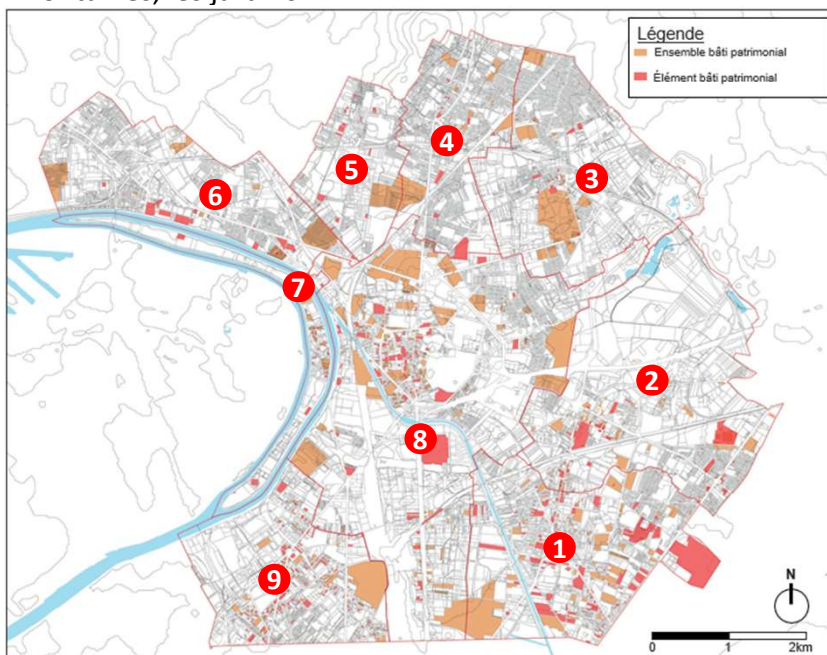 Légende
Ensemble bâti patrimonial
Élément bâti patrimonial
4
5
3
6
7
2
8
1
9
N
0 1 2km